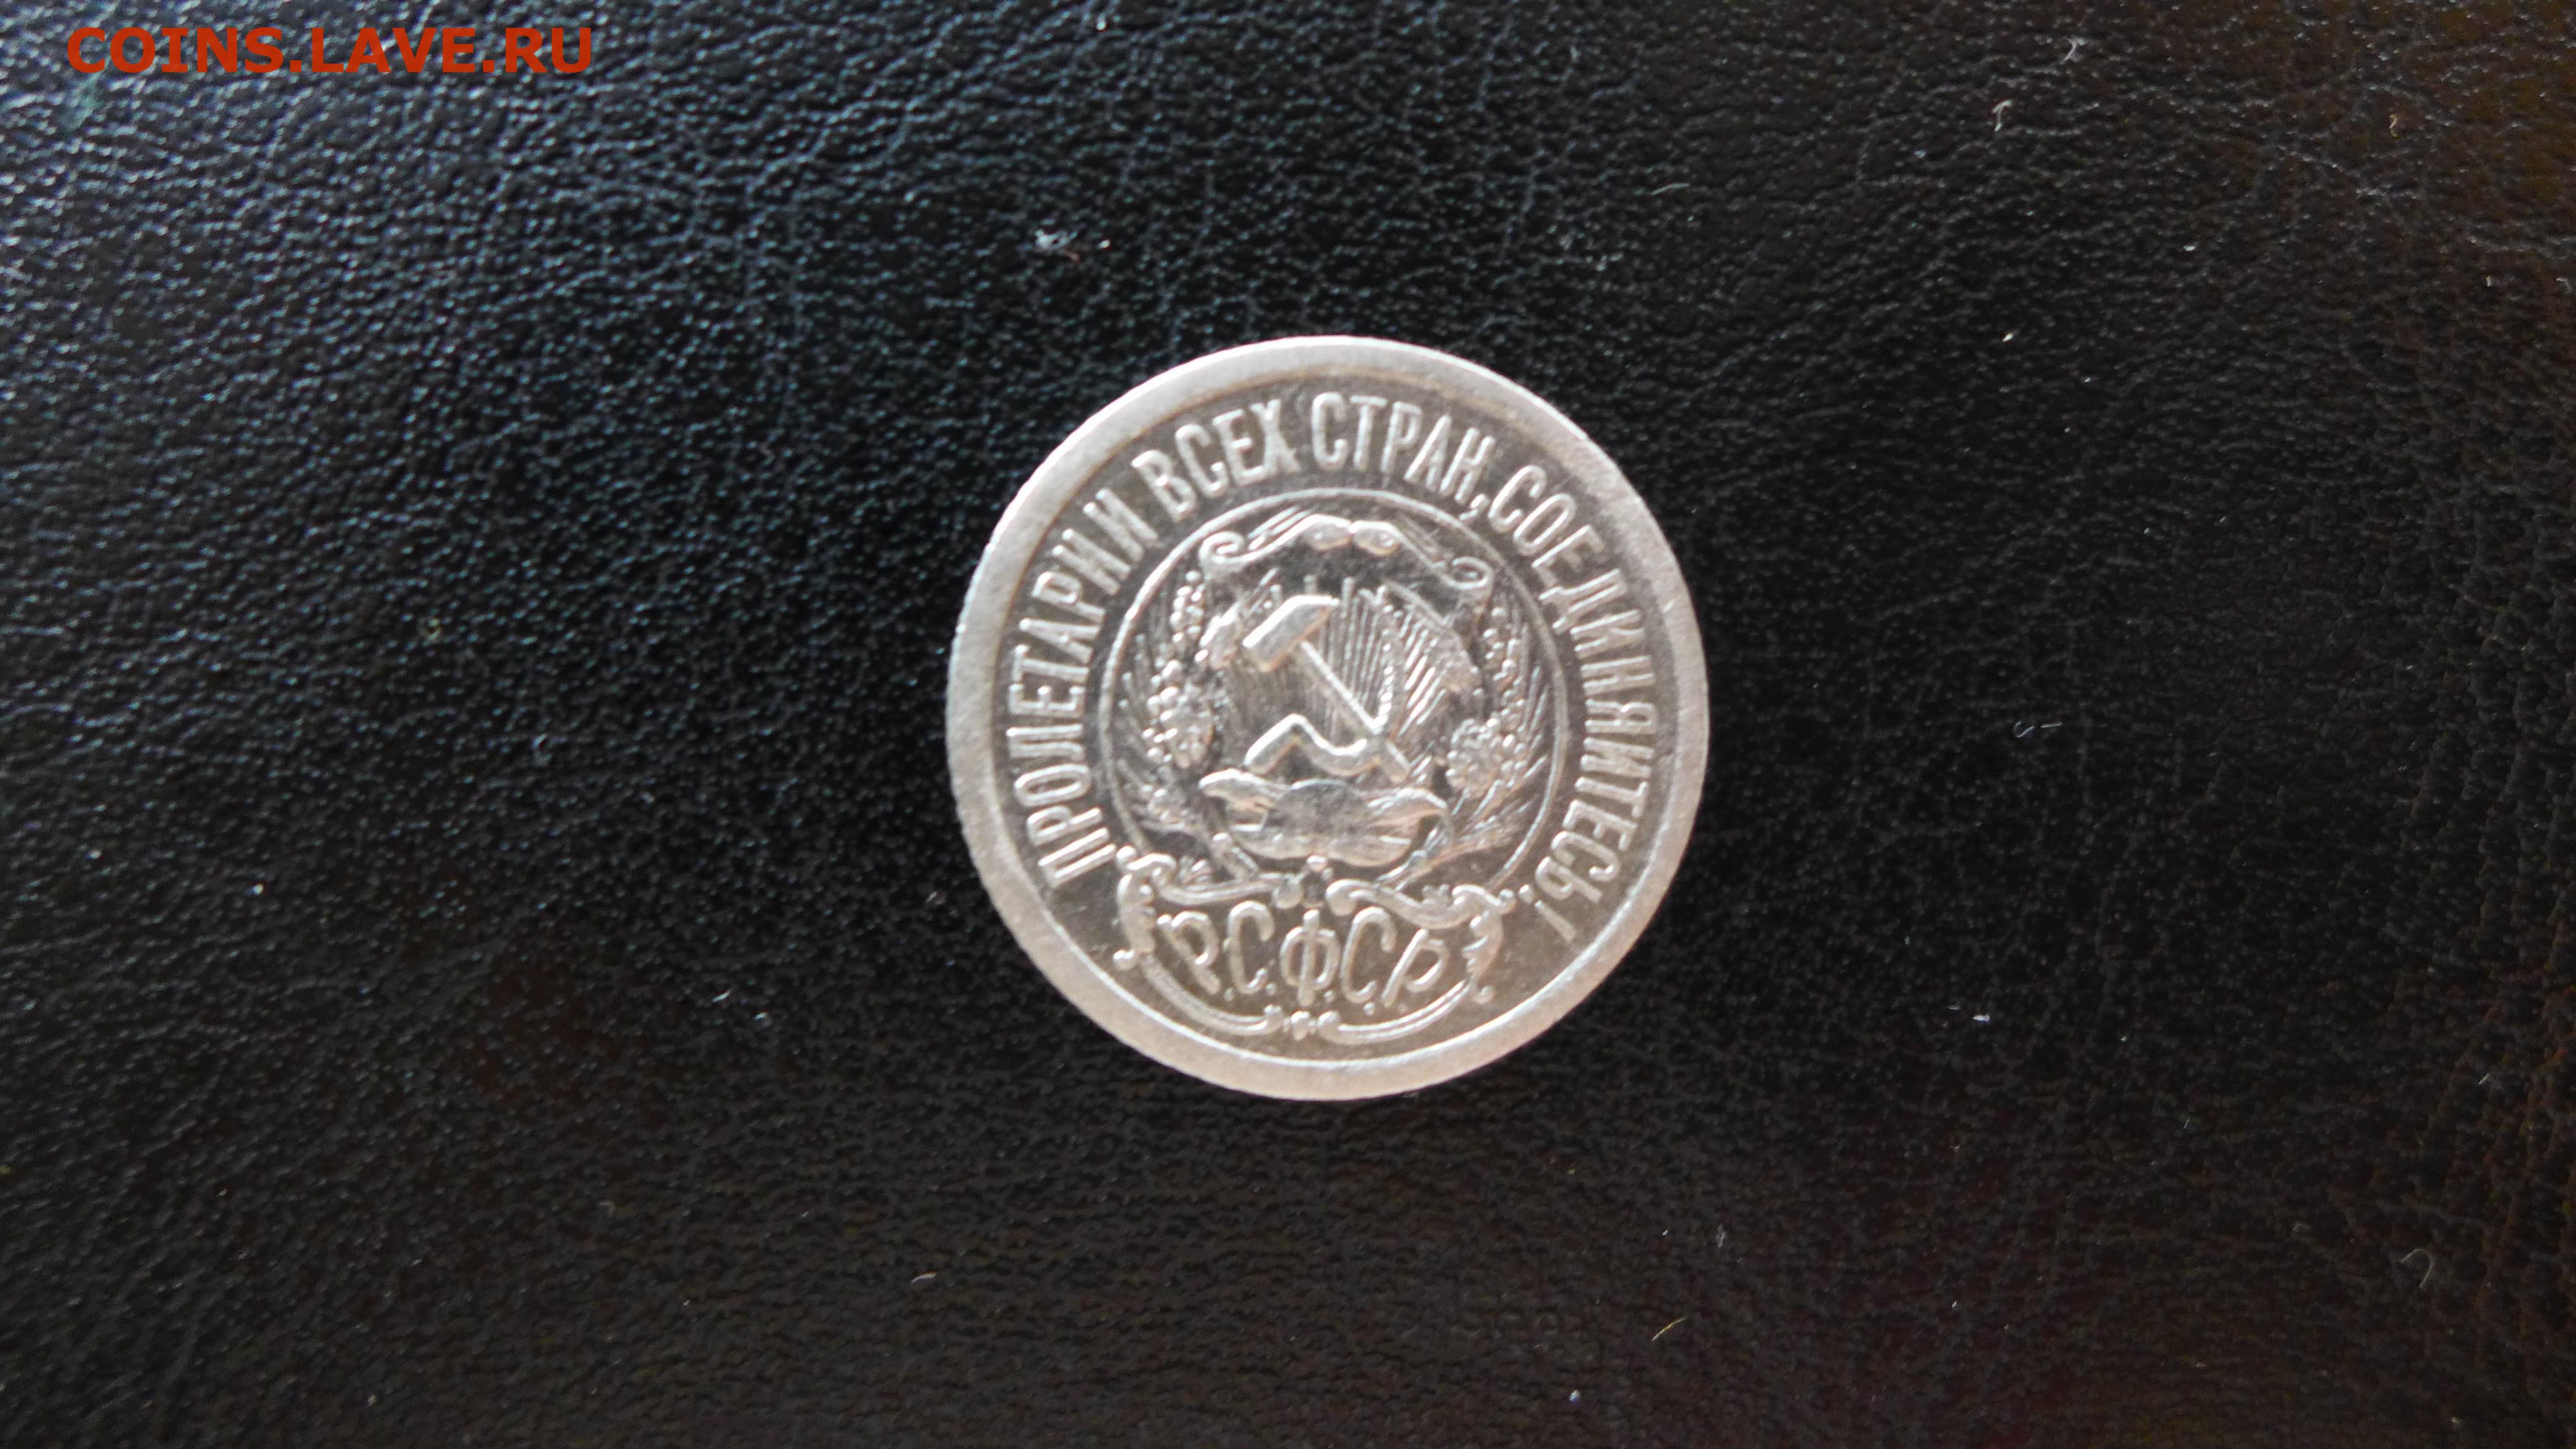 COINS.LAVE.RU
ПРОЛЕТАРИИ ВСЕХ СТРАН, СОЕДИНЯЙТЕСЬ!
Р.С.Ф.С.Р.